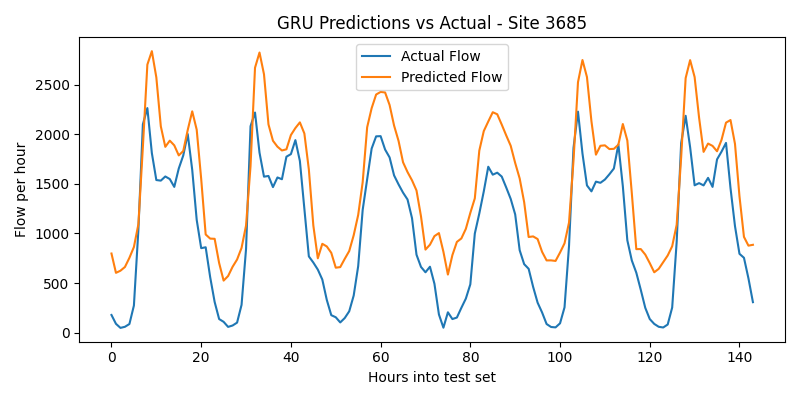 GRU Predictions vs Actual - Site 3685
Actual Flow
Predicted Flow
Flow per hour
2500
2000
1500
1000
500
0
0 20 40 60 80 100 120 140
Hours into test set